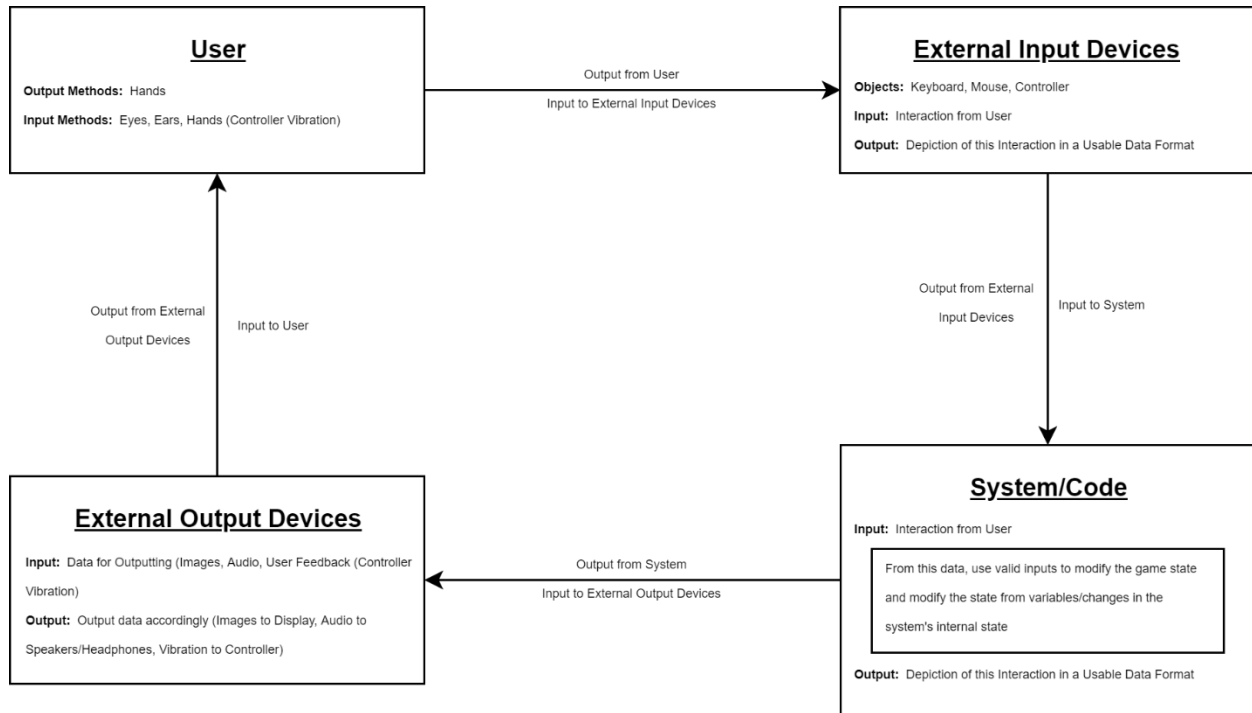 User
Output Methods: Hands
Input Methods: Eyes, Ears, Hands (Controller Vibration)
Output from User
Input to External Input Devices
External Input Devices
Objects: Keyboard, Mouse, Controller
Input: Interaction from User
Output: Depiction of this Interaction in a Usable Data Format
Output from External
Input Devices
Input to System
System/Code
Input: Interaction from User
From this data, use valid inputs to modify the game state
and modify the state from variables/changes in the
system's internal state
Output: Depiction of this Interaction in a Usable Data Format
Output from System
Input to External Output Devices
External Output Devices
Input: Data for Outputting (Images, Audio, User Feedback (Controller
Vibration)
Output: Output data accordingly (Images to Display, Audio to
Speakers/Headphones, Vibration to Controller)
Output from External
Output Devices
Input to User